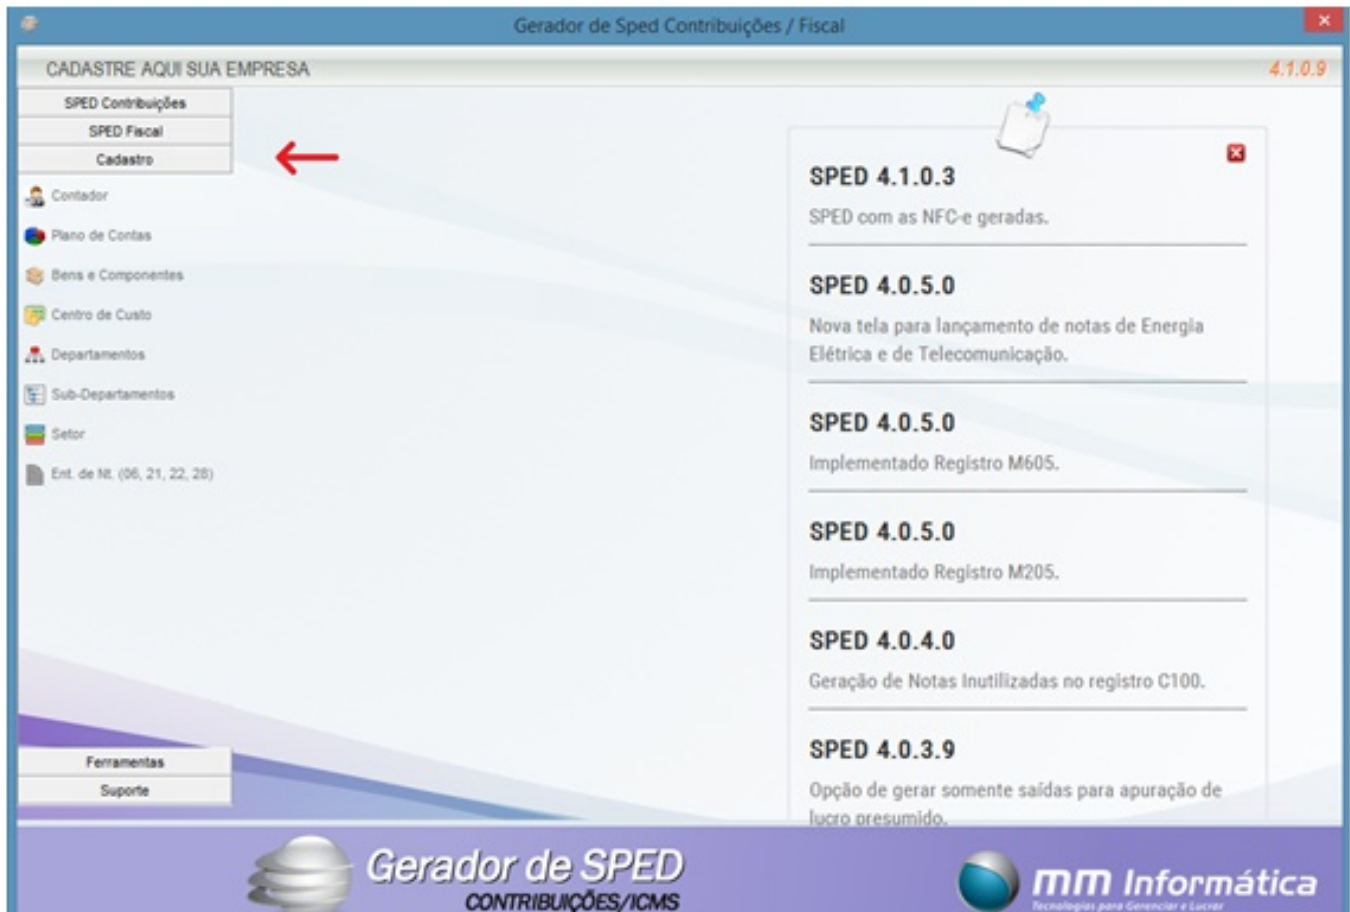 Gerador de Sped Contribuições / Fiscal
CADASTRE AQUI SUA EMPRESA
4.1.0.9
SPED Contribuições
SPED Fiscal
Cadastro
Contador
Plano de Contas
Bens e Componentes
Centro de Custo
Departamentos
Sub-Departamentos
Setor
Ent. de Nt. (06, 21, 22, 28)
Ferramentas
Suporte
SPED 4.1.0.3
SPED com as NFC-e geradas.
SPED 4.0.5.0
Nova tela para lançamento de notas de Energia
Elétrica e de Telecomunicação.
SPED 4.0.5.0
Implementado Registro M605.
SPED 4.0.5.0
Implementado Registro M205.
SPED 4.0.4.0
Geração de Notas Inutilizadas no registro C100.
SPED 4.0.3.9
Opção de gerar somente saídas para apuração de
lucro presumido.
Gerador de SPED
CONTRIBUIÇÕES/ICMS
mm Informática
Tecnologias para Gerenciar e Lucrar